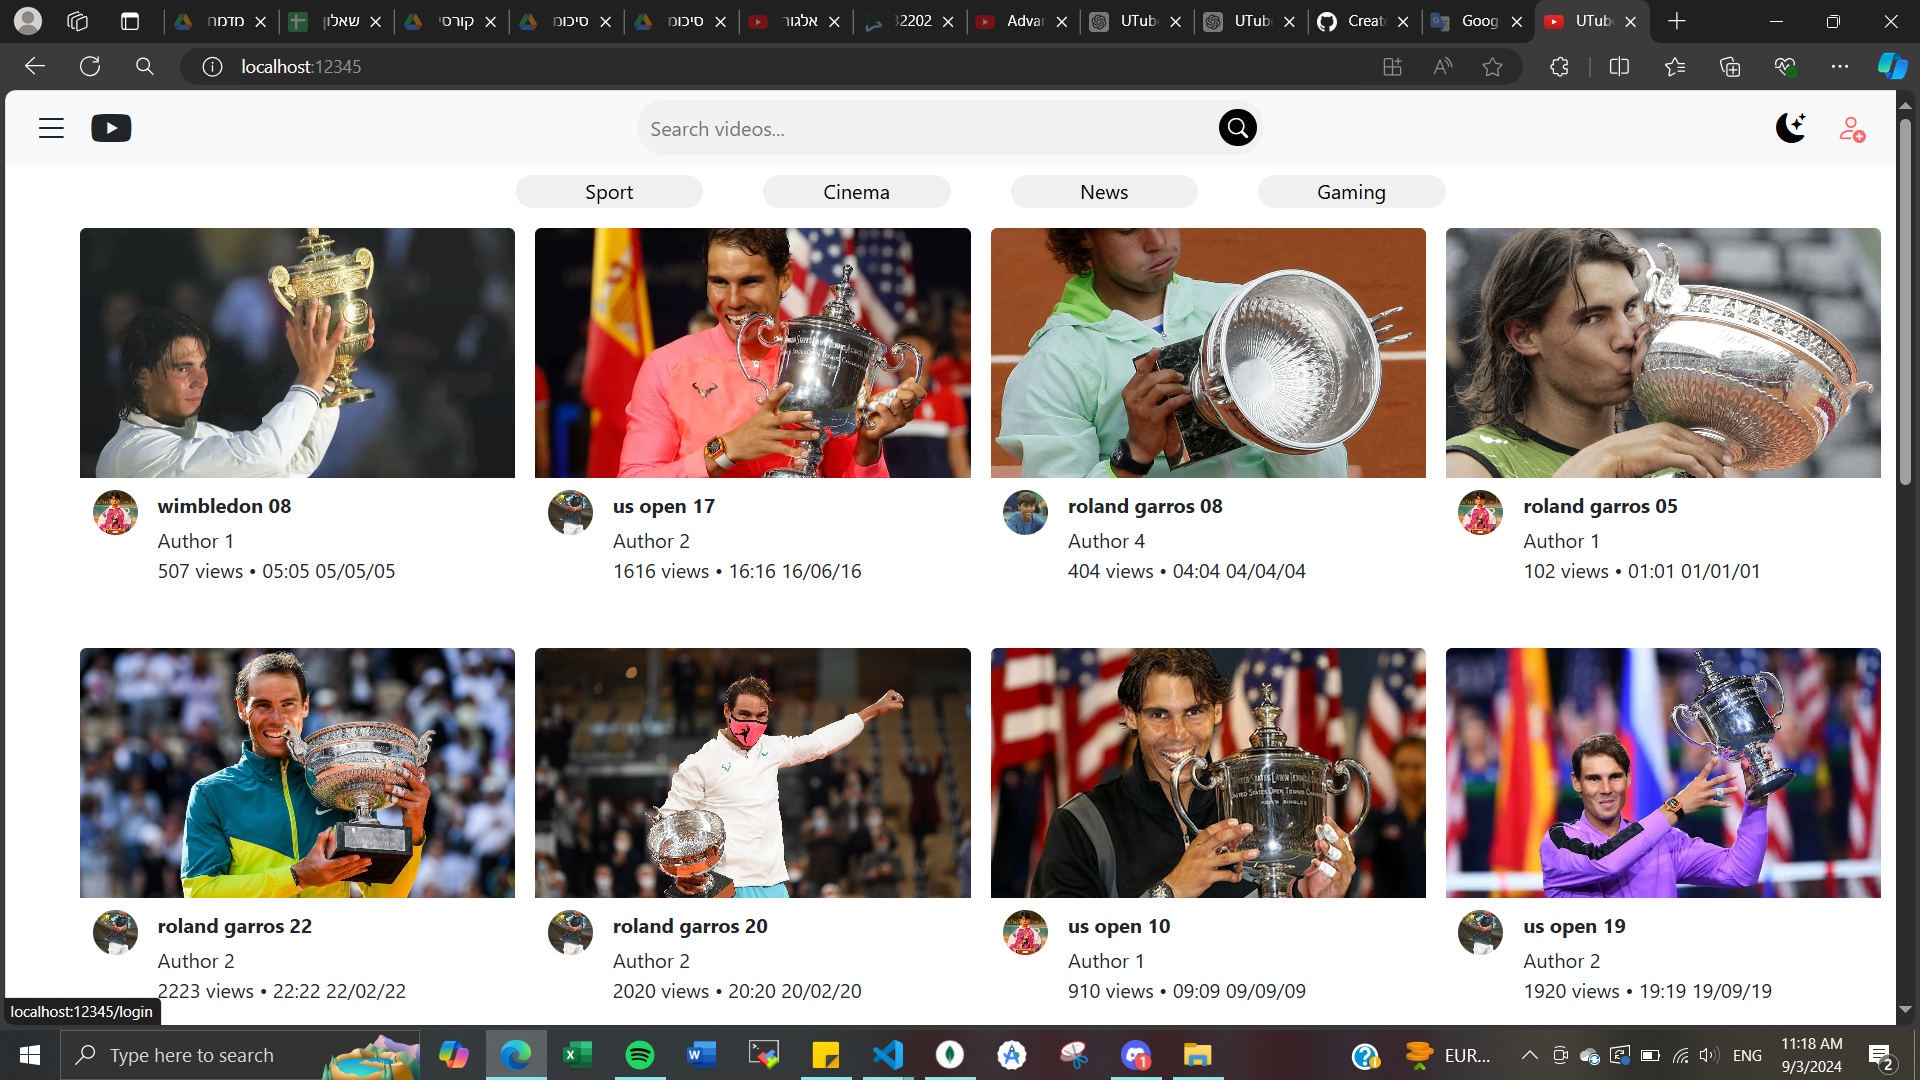 מדמח
שאלון
קורסי
סיכומ
סיכומ
אלגור
32202
Advar
UTub
UTub
Create
Goog
UTub
localhost:12345
Search videos...
Sport Cinema News Gaming
wimbledon 08
Author 1
507 views • 05:05 05/05/05
us open 17
Author 2
1616 views • 16:16 16/06/16
roland garros 08
Author 4
404 views • 04:04 04/04/04
roland garros 05
Author 1
102 views • 01:01 01/01/01
roland garros 22
Author 2
2223 views • 22:22 22/02/22
roland garros 20
Author 2
2020 views • 20:20 20/02/20
us open 10
Author 1
910 views • 09:09 09/09/09
us open 19
Author 2
1920 views • 19:19 19/09/19
localhost:12345/login
Type here to search
EUR...
ENG
11:18 AM
9/3/2024
2